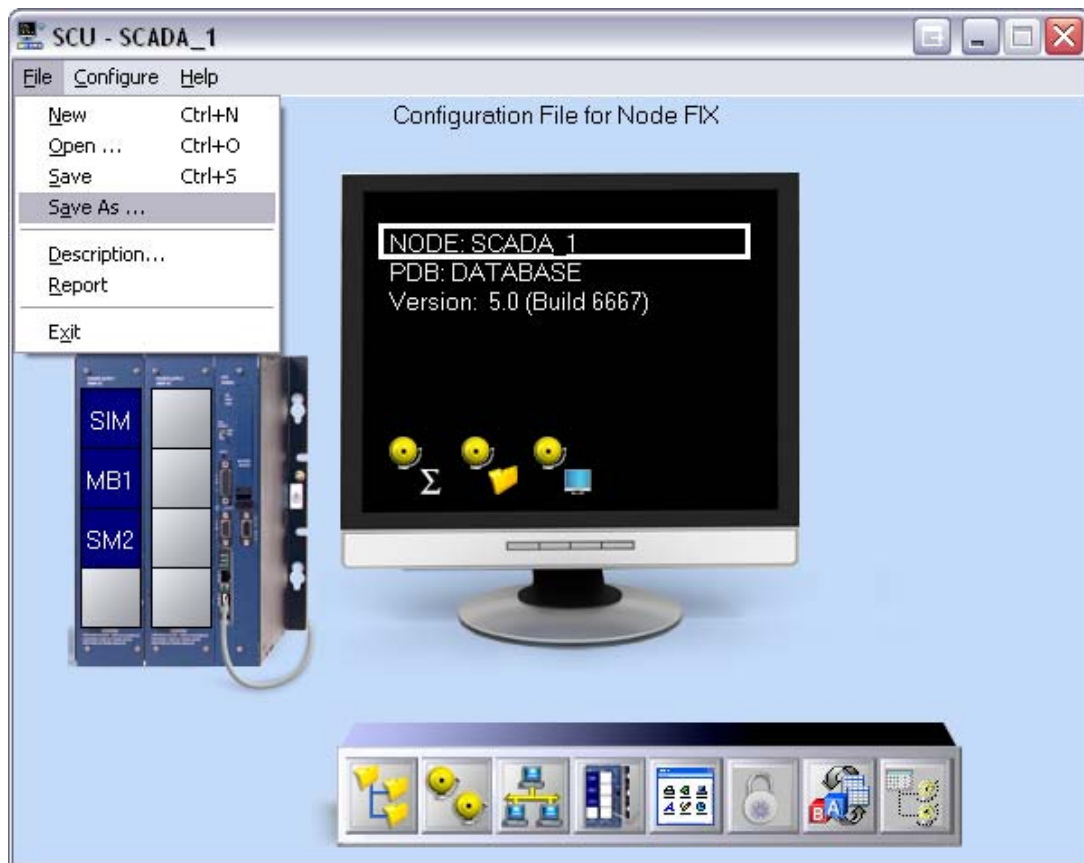 SCU - SCADA_1
File Configure Help
New Ctrl+N
Open ... Ctrl+O
Save Ctrl+S
Save As ...
Description...
Report
Exit
Configuration File for Node FIX
NODE: SCADA_1
PDB: DATABASE
Version: 5.0 (Build 6667)
SIM
MB1
SM2
Σ
B A